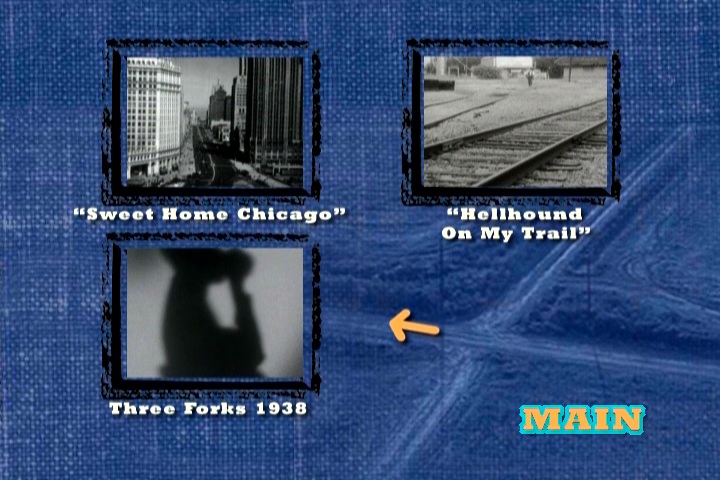 “Sweet Home Chicago”
“Hellhound
On My Trail”
Three Forks 1938
MAIN